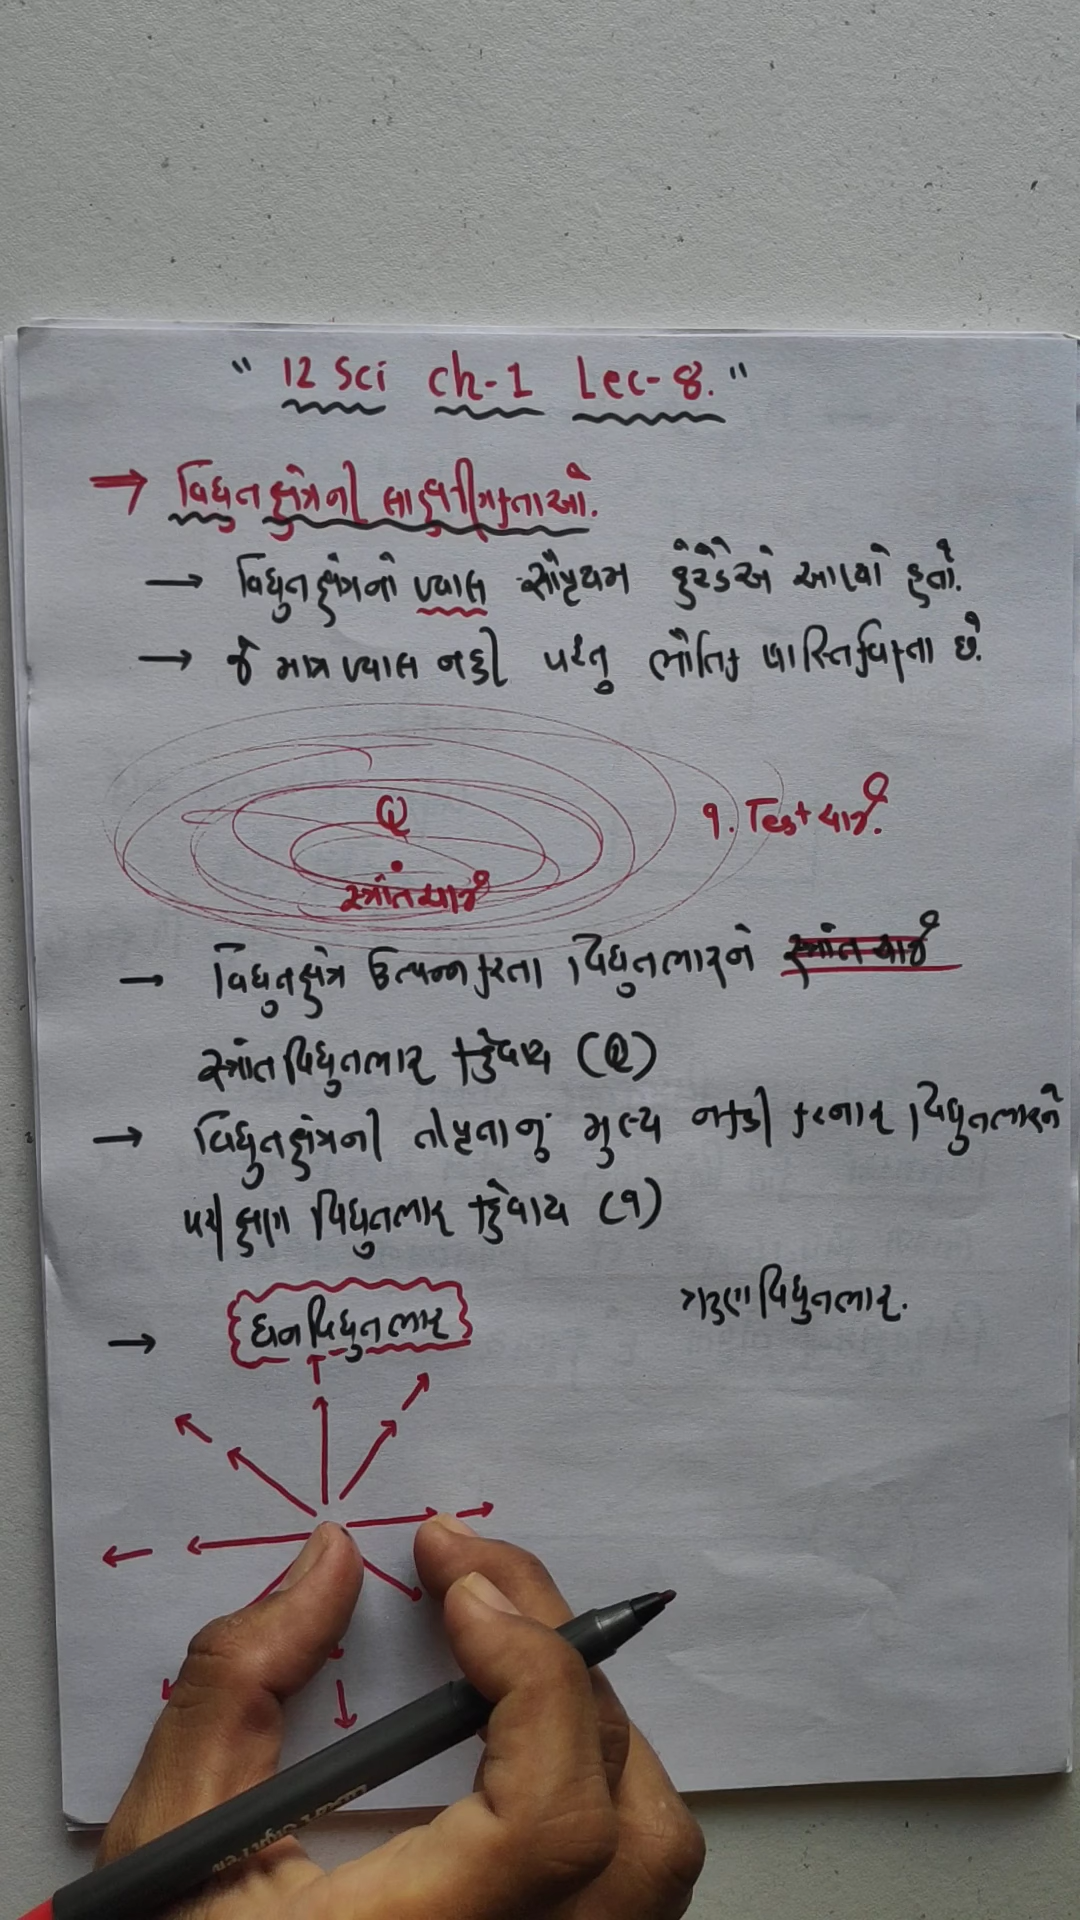 " 12 Sci ch-1 Lec-8. "
⇒ વિદ્યુતક્ષેત્રની લાક્ષણીકતાઓ.
→ વિદ્યુતક્ષેત્રનો ખ્યાલ સૌપ્રથમ ફેરેડેએ આપ્યો હતો.
→ જે માત્ર ખ્યાલ નહી પરંતુ ભૌતિક વાસ્તિવિકતા છે.
Q
q. Test ચાર્જ.
સ્ત્રોત ચાર્જ
→ વિદ્યુતક્ષેત્ર ઉત્પન્ન કરતા વિદ્યુતભારને સ્ત્રોત ચાર્જ
સ્ત્રોત વિદ્યુતભાર કહેવાય (Q)
→ વિદ્યુતક્ષેત્રની તીવ્રતાનું મુલ્ય નક્કી કરનાર વિદ્યુતભારને
પરીક્ષણ વિદ્યુતભાર કહેવાય (q)
→ ધન વિદ્યુતભાર
ઋણ વિદ્યુતભાર.